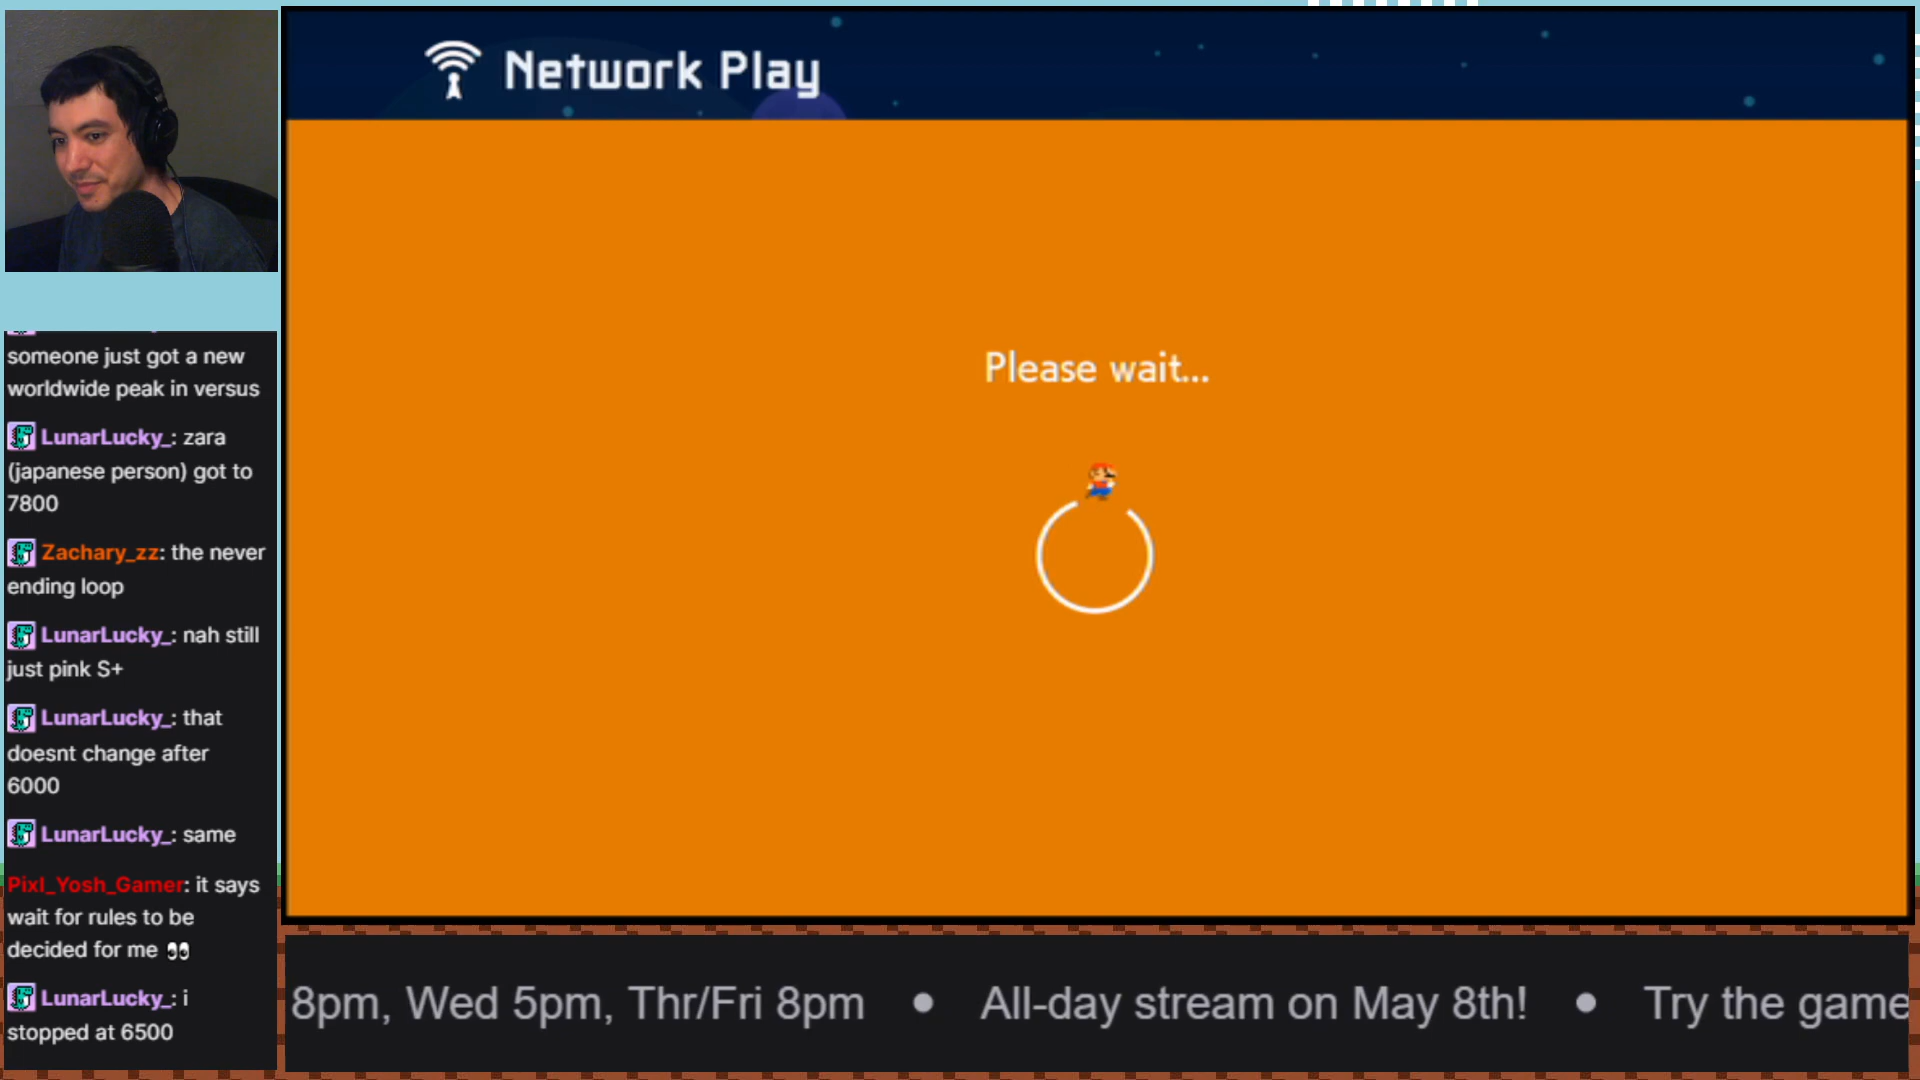 Network Play
Please wait...
someone just got a new
worldwide peak in versus
LunarLucky_: zara
(japanese person) got to
7800
Zachary_zz: the never
ending loop
LunarLucky_: nah still
just pink S+
LunarLucky_: that
doesnt change after
6000
LunarLucky_: same
Pixl_Yosh_Gamer: it says
wait for rules to be
decided for me 👀
LunarLucky_: i
stopped at 6500
8pm, Wed 5pm, Thr/Fri 8pm • All-day stream on May 8th! • Try the game